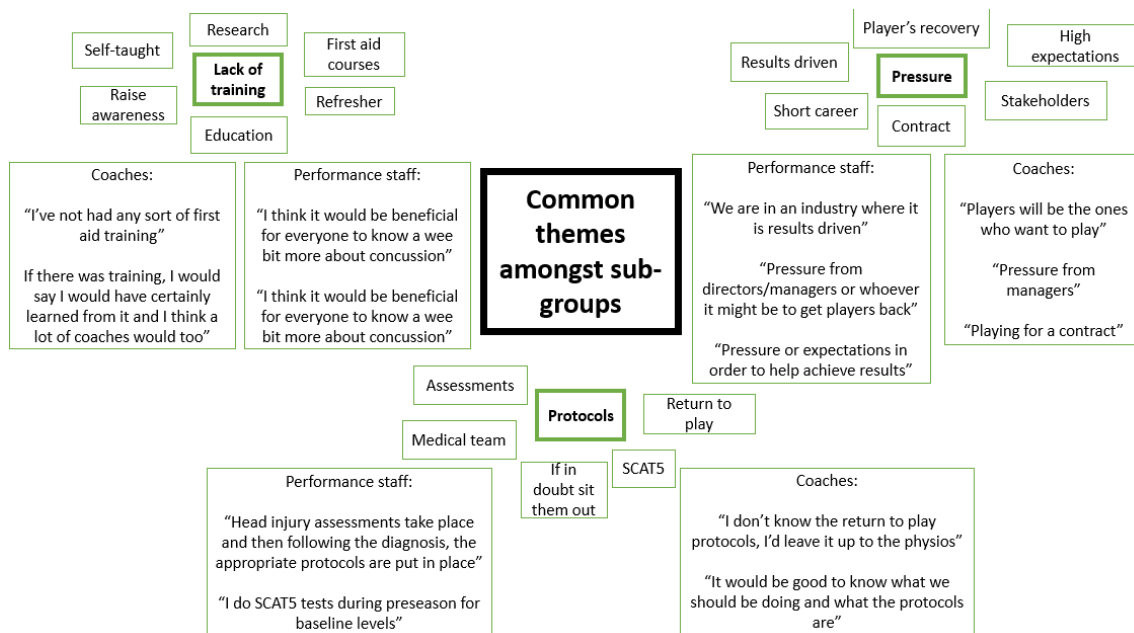 Research
Self-taught
First aid
courses
Lack of
training
Raise
awareness
Refresher
Education
Player’s recovery
High
expectations
Results driven
Pressure
Stakeholders
Short career
Contract
Coaches:
“I’ve not had any sort of first
aid training”
If there was training, I would
say I would have certainly
learned from it and I think a
lot of coaches would too”
Performance staff:
“I think it would be beneficial
for everyone to know a wee
bit more about concussion”
“I think it would be beneficial
for everyone to know a wee
bit more about concussion”
Common
themes
amongst sub-
groups
Performance staff:
“We are in an industry where it
is results driven”
“Pressure from
directors/managers or whoever
it might be to get players back”
“Pressure or expectations in
order to help achieve results”
Coaches:
“Players will be the ones
who want to play”
“Pressure from
managers”
“Playing for a contract”
Assessments
Protocols
Return to
play
Medical team
If in
doubt sit
them out
SCAT5
Performance staff:
“Head injury assessments take place
and then following the diagnosis, the
appropriate protocols are put in place”
“I do SCAT5 tests during preseason for
baseline levels”
Coaches:
“I don’t know the return to play
protocols, I’d leave it up to the physios”
“It would be good to know what we
should be doing and what the protocols
are”